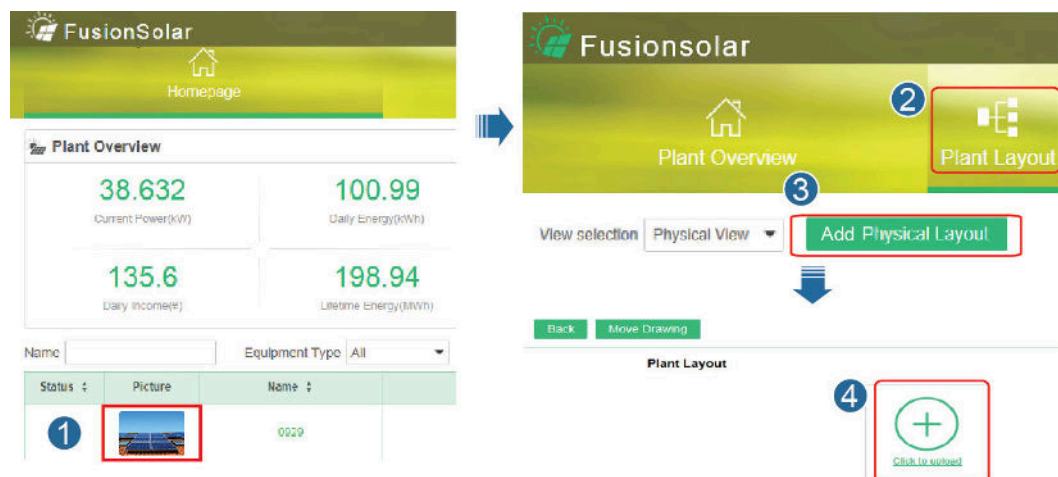 FusionSolar
Homepage
Plant Overview
38.632
100.99
Current Power(kW)
Daily Energy(kWh)
135.6
198.94
Daily Income(¥)
Lifetime Energy(MWh)
Name
Equipment Type All
Status Picture Name
1
0929
Fusionsolar
2
Plant Overview
Plant Layout
3
View selection Physical View Add Physical Layout
Back Move Drawing
Plant Layout
4
Click to upload